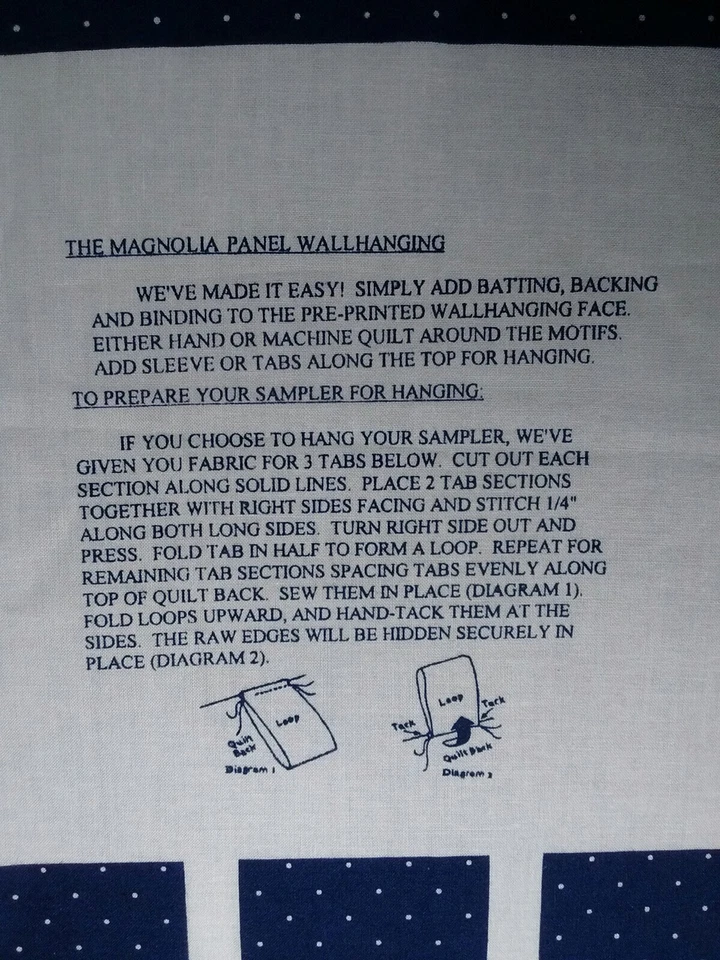 THE MAGNOLIA PANEL WALLHANGING
WE'VE MADE IT EASY! SIMPLY ADD BATTING, BACKING
AND BINDING TO THE PRE-PRINTED WALLHANGING FACE.
EITHER HAND OR MACHINE QUILT AROUND THE MOTIFS.
ADD SLEEVE OR TABS ALONG THE TOP FOR HANGING.
TO PREPARE YOUR SAMPLER FOR HANGING:
IF YOU CHOOSE TO HANG YOUR SAMPLER, WE'VE
GIVEN YOU FABRIC FOR 3 TABS BELOW. CUT OUT EACH
SECTION ALONG SOLID LINES. PLACE 2 TAB SECTIONS
TOGETHER WITH RIGHT SIDES FACING AND STITCH 1/4"
ALONG BOTH LONG SIDES. TURN RIGHT SIDE OUT AND
PRESS. FOLD TAB IN HALF TO FORM A LOOP. REPEAT FOR
REMAINING TAB SECTIONS SPACING TABS EVENLY ALONG
TOP OF QUILT BACK. SEW THEM IN PLACE (DIAGRAM 1).
FOLD LOOPS UPWARD, AND HAND-TACK THEM AT THE
SIDES. THE RAW EDGES WILL BE HIDDEN SECURELY IN
PLACE (DIAGRAM 2).
Loop
Quilt
Back
Diagram 1
Loop
Tack
Tack
Quilt Back
Diagram 2